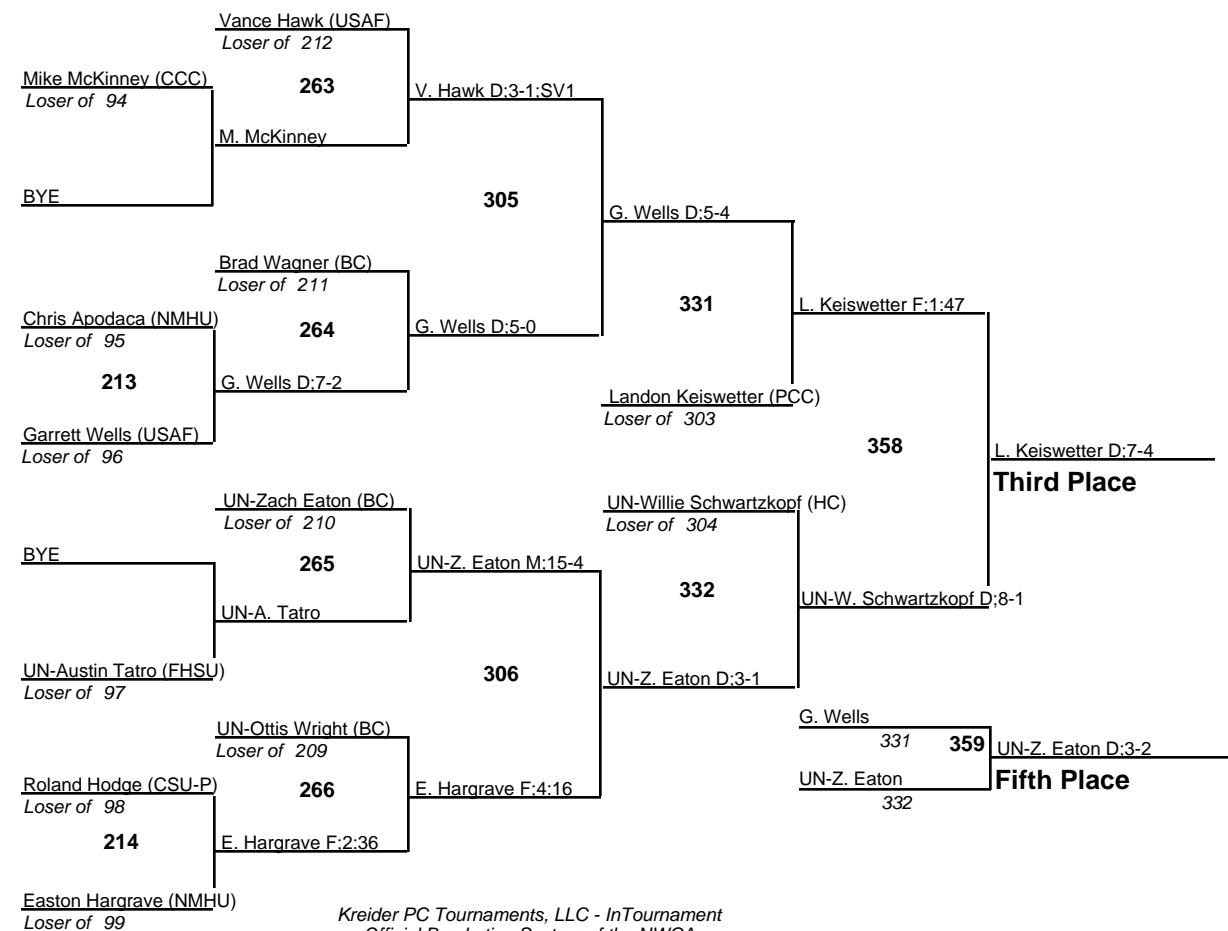 Vance Hawk (USAF)
Loser of 212
Mike McKinney (CCC)
Loser of 94
263
V. Hawk D;3-1;SV1
M. McKinney
BYE
305
G. Wells D;5-4
Brad Wagner (BC)
Loser of 211
Chris Apodaca (NMHU)
Loser of 95
264
G. Wells D;5-0
331
L. Keiswetter F;1:47
213
G. Wells D;7-2
Landon Keiswetter (PCC)
Loser of 303
Garrett Wells (USAF)
Loser of 96
358
L. Keiswetter D;7-4
Third Place
UN-Zach Eaton (BC)
Loser of 210
UN-Willie Schwartzkopf (HC)
Loser of 304
BYE
265
UN-Z. Eaton M;15-4
332
UN-A. Tatro
UN-W. Schwartzkopf D;8-1
UN-Austin Tatro (FHSU)
Loser of 97
306
UN-Z. Eaton D;3-1
UN-Ottis Wright (BC)
Loser of 209
G. Wells
331
359
UN-Z. Eaton D;3-2
Fifth Place
UN-Z. Eaton
332
Roland Hodge (CSU-P)
Loser of 98
266
E. Hargrave F;4:16
214
E. Hargrave F;2:36
Easton Hargrave (NMHU)
Loser of 99
Kreider PC Tournaments, LLC - InTournament